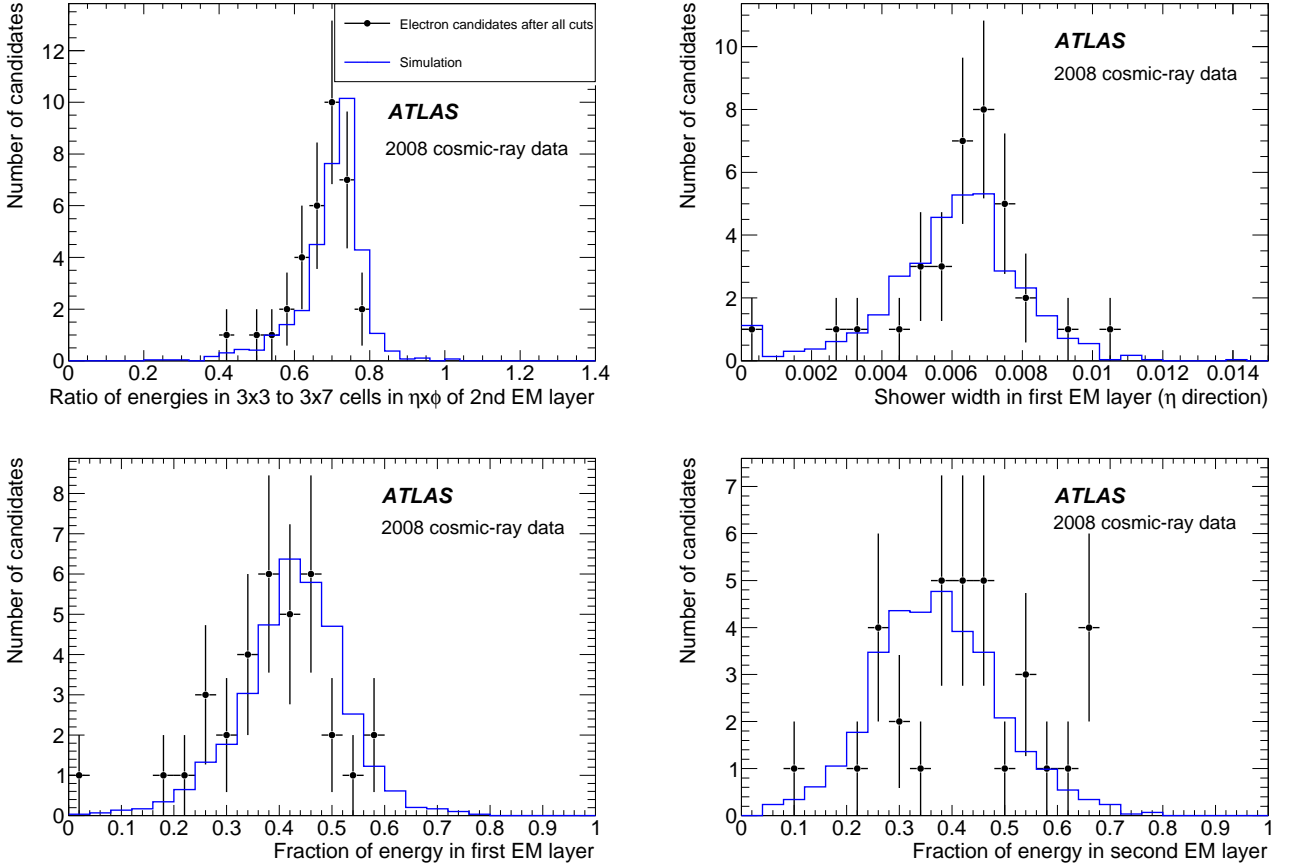 Number of candidates
12
10
8
6
4
2
0
Electron candidates after all cuts
Simulation
ATLAS
2008 cosmic-ray data
0 0.2 0.4 0.6 0.8 1 1.2 1.4
Ratio of energies in 3x3 to 3x7 cells in ηxϕ of 2nd EM layer
Number of candidates
10
8
6
4
2
0
ATLAS
2008 cosmic-ray data
0 0.002 0.004 0.006 0.008 0.01 0.012 0.014
Shower width in first EM layer (η direction)
Number of candidates
8
7
6
5
4
3
2
1
0
ATLAS
2008 cosmic-ray data
0 0.1 0.2 0.3 0.4 0.5 0.6 0.7 0.8 0.9 1
Fraction of energy in first EM layer
Number of candidates
7
6
5
4
3
2
1
0
ATLAS
2008 cosmic-ray data
0 0.1 0.2 0.3 0.4 0.5 0.6 0.7 0.8 0.9 1
Fraction of energy in second EM layer